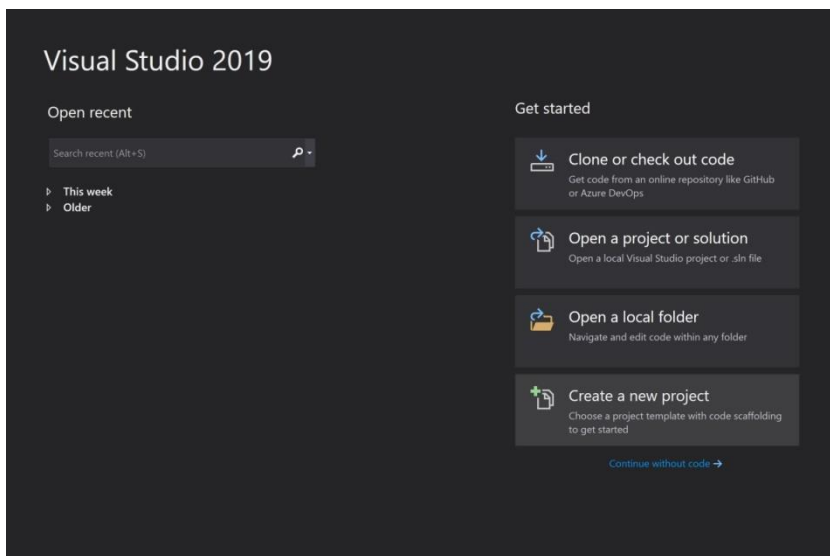 Visual Studio 2019
Open recent
Search recent (Alt+S)
This week
Older
Get started
Clone or check out code
Get code from an online repository like GitHub
or Azure DevOps
Open a project or solution
Open a local Visual Studio project or .sln file
Open a local folder
Navigate and edit code within any folder
Create a new project
Choose a project template with code scaffolding
to get started
Continue without code →